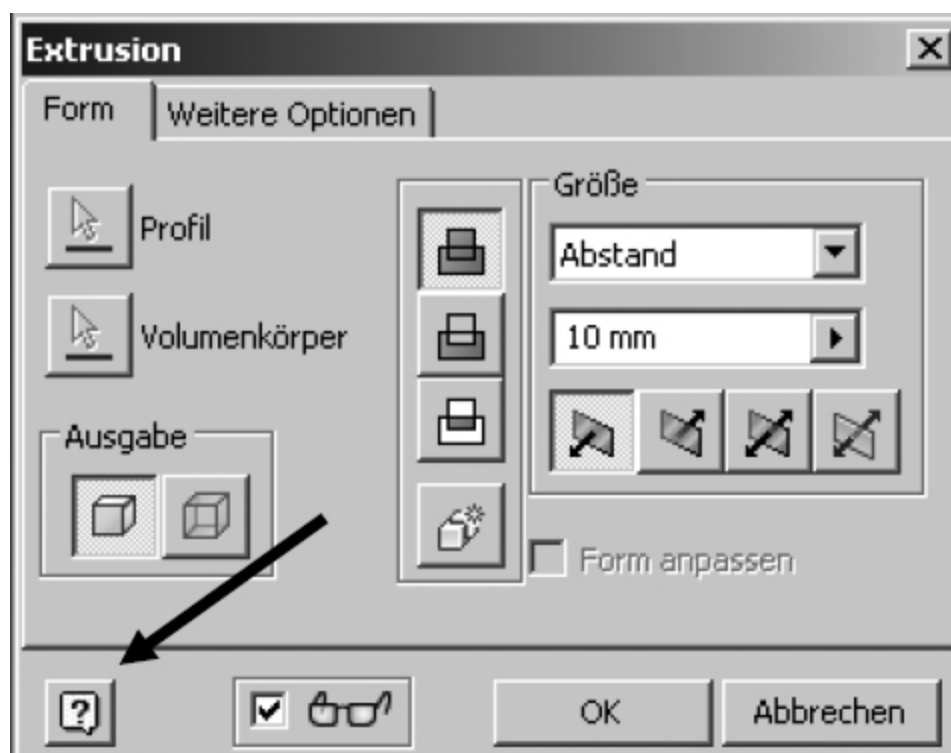 Extrusion
Form
Weitere Optionen
Profil
Volumenkörper
Ausgabe
Größe
Abstand
10 mm
Form anpassen
?
OK
Abbrechen